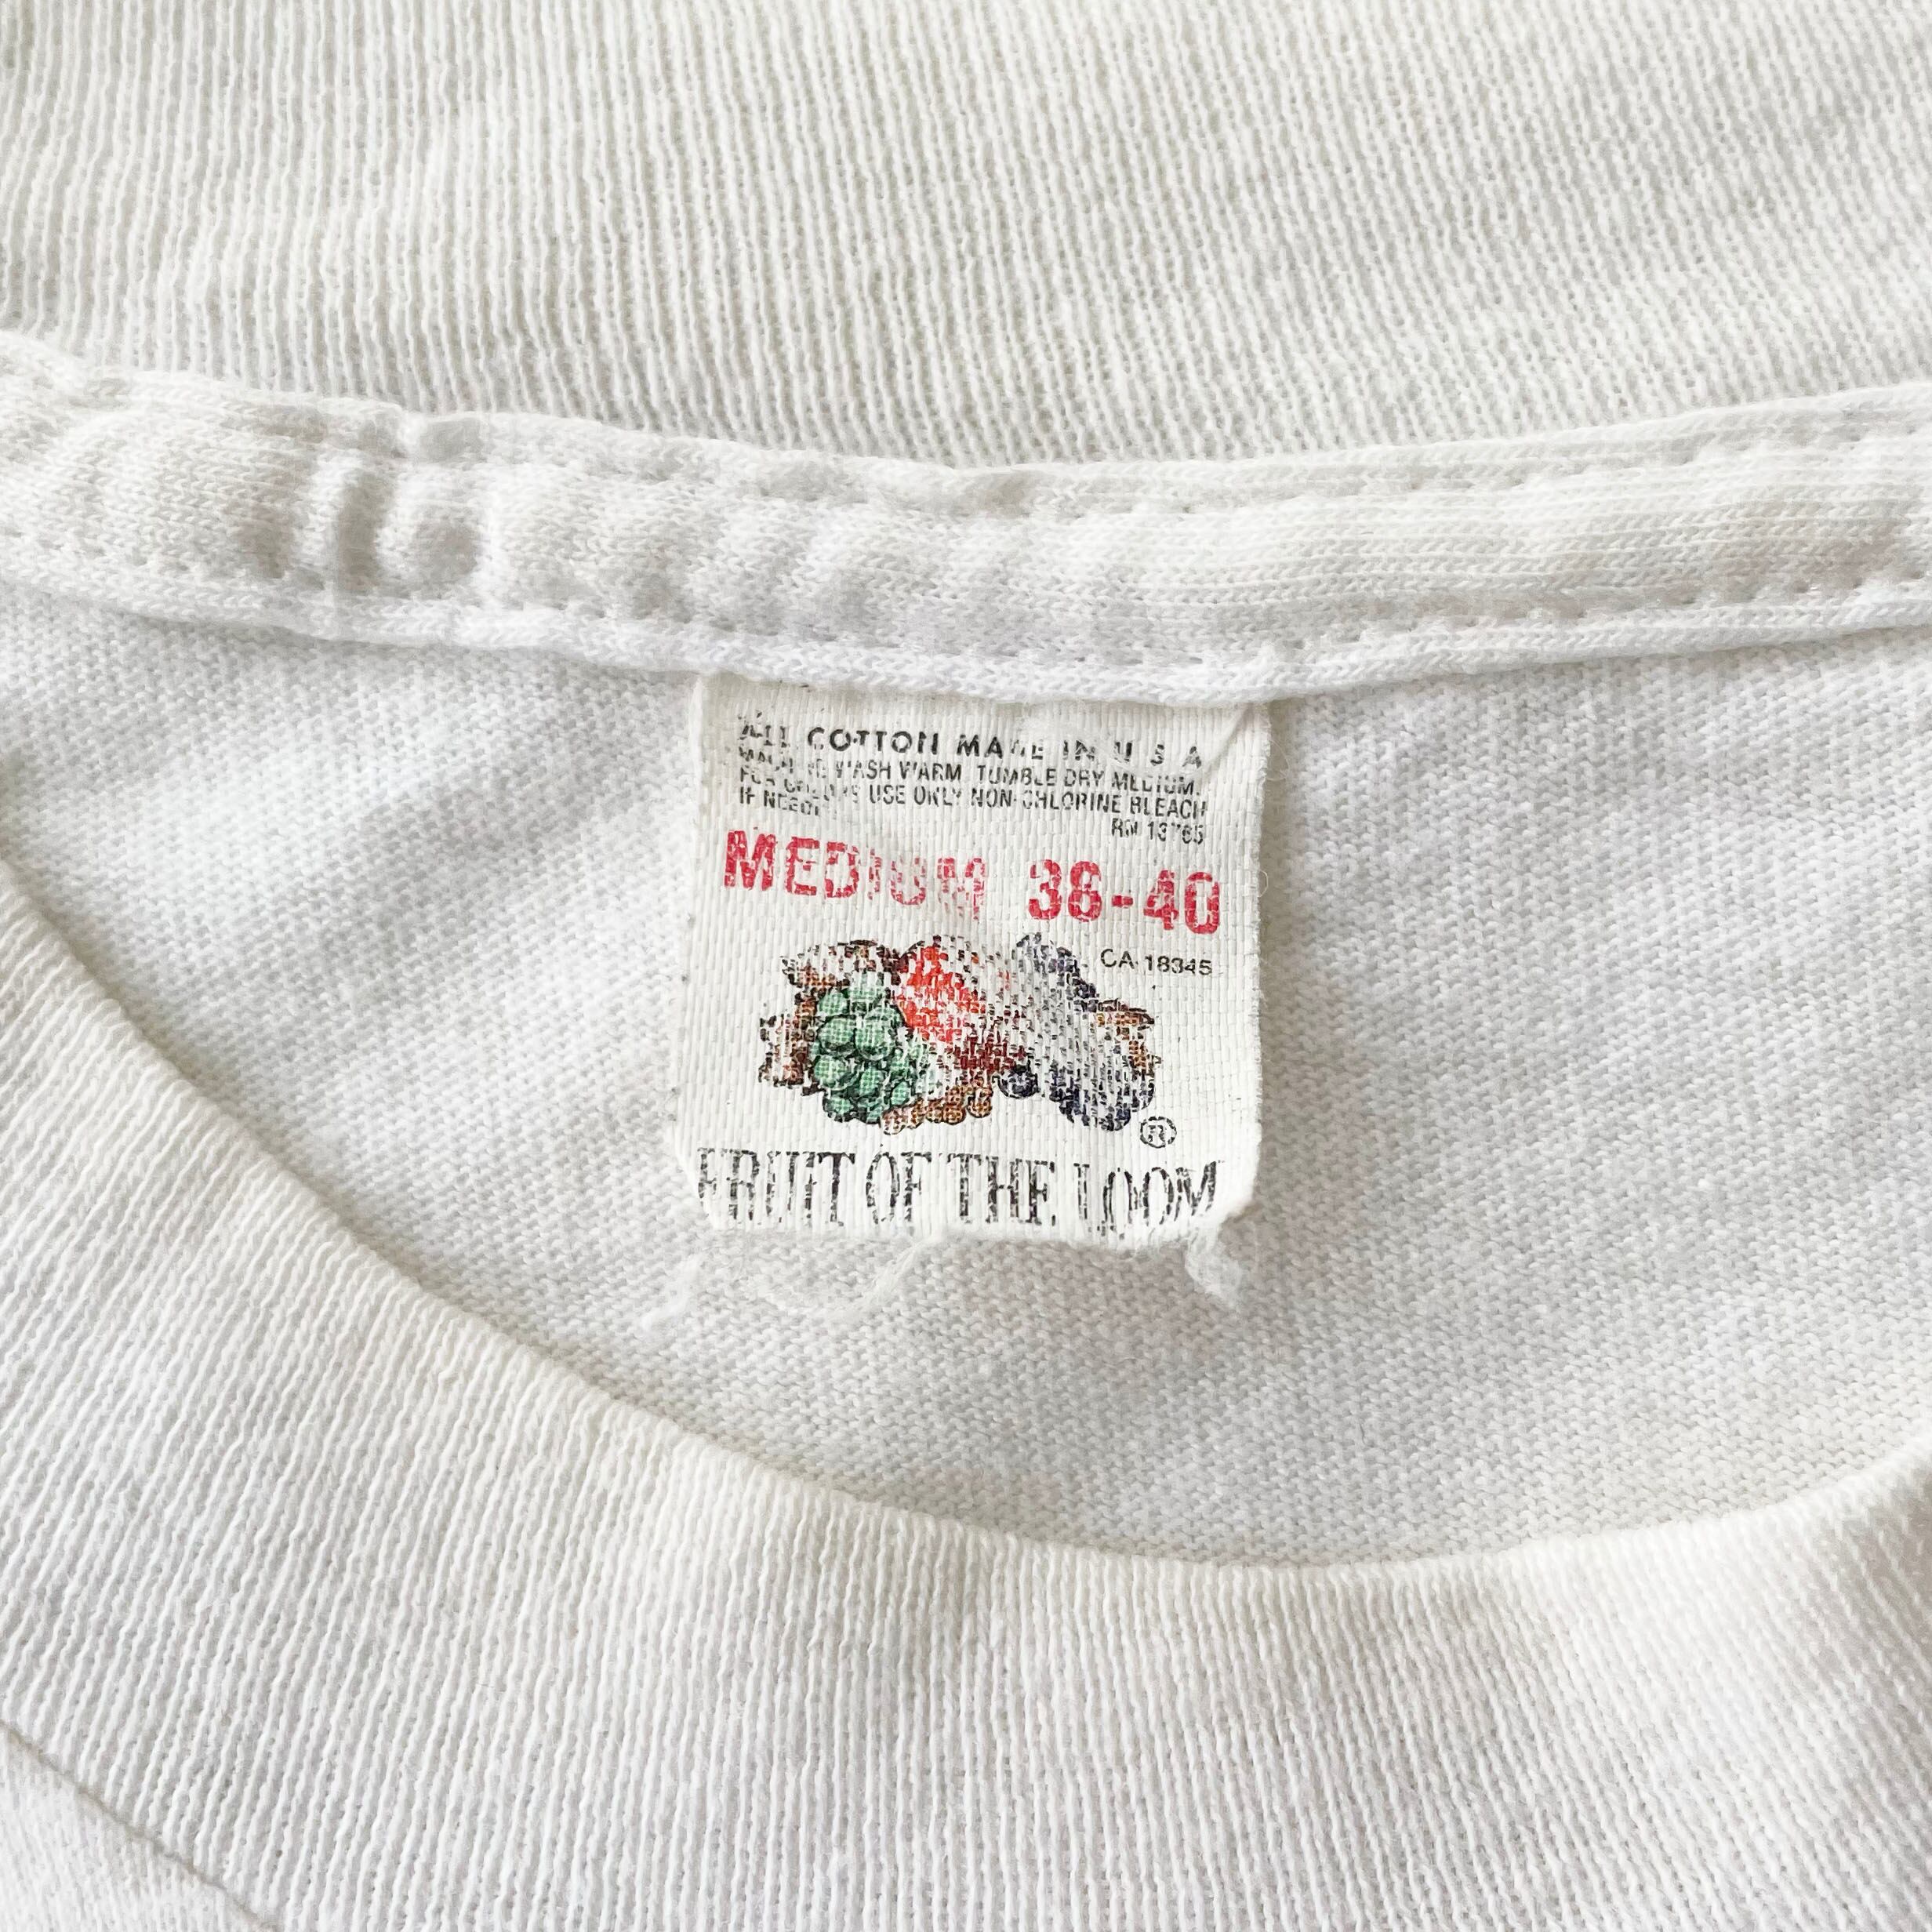 ALL COTTON MADE IN U S A
MACHINE WASH WARM. TUMBLE DRY MEDIUM.
FOR COLORS USE ONLY NON-CHLORINE BLEACH
IF NEEDED
RN 13765
MEDIUM 38-40
CA-18345
®
FRUIT OF THE LOOM